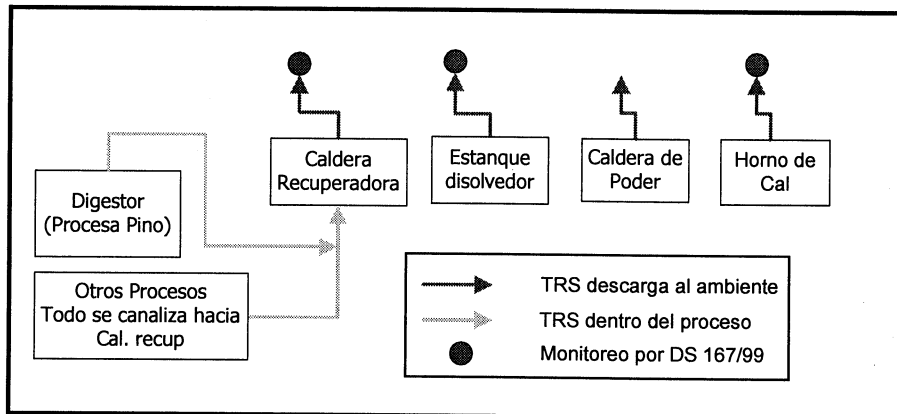 Caldera
Recuperadora
Estanque
disolvedor
Caldera de
Poder
Horno de
Cal
Digestor
(Procesa Pino)
Otros Procesos
Todo se canaliza hacia
Cal. recup
TRS descarga al ambiente
TRS dentro del proceso
Monitoreo por DS 167/99